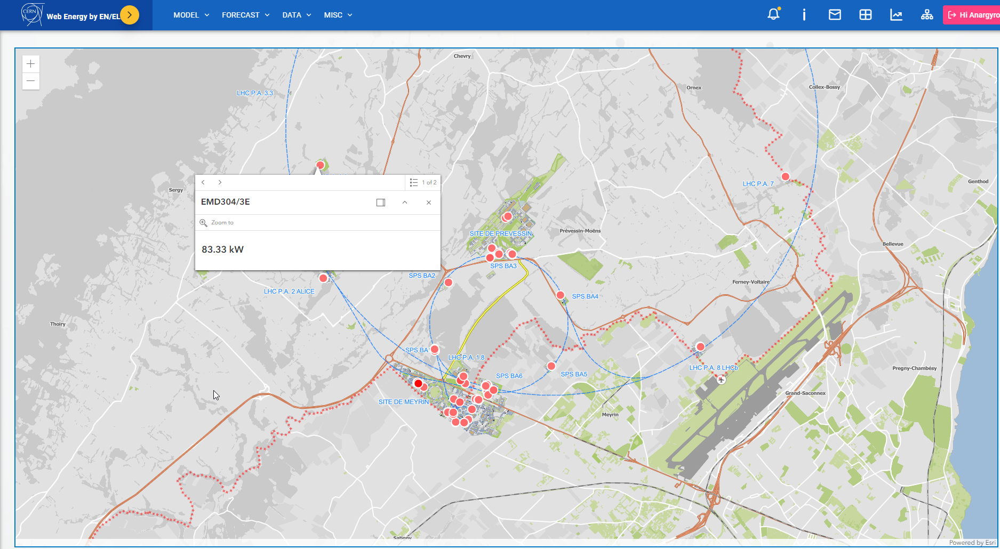 CERN
Web Energy by EN/EL
MODEL
FORECAST
DATA
MISC
Hi Anargyro
Chevry
Ornex
Collex-Bossy
LHC P.A. 3.3
Sergy
LHC P.A. 7
Genthod
1 of 2
EMD304/3E
Zoom to
83.33 kW
SITE DE PREVESSIN
Prévessin-Moëns
Bellevue
SPS BA3
SPS BA2
Ferney-Voltaire
LHC P.A. 2 ALICE
SPS BA4
Thoiry
SPS BA
LHC P.A. 1.8
LHC P.A. 8 LHCb
Pregny-Chambésy
SPS BA6
SPS BA5
Grand-Saconnex
SITE DE MEYRIN
Meyrin
Satigny
Powered by Esri